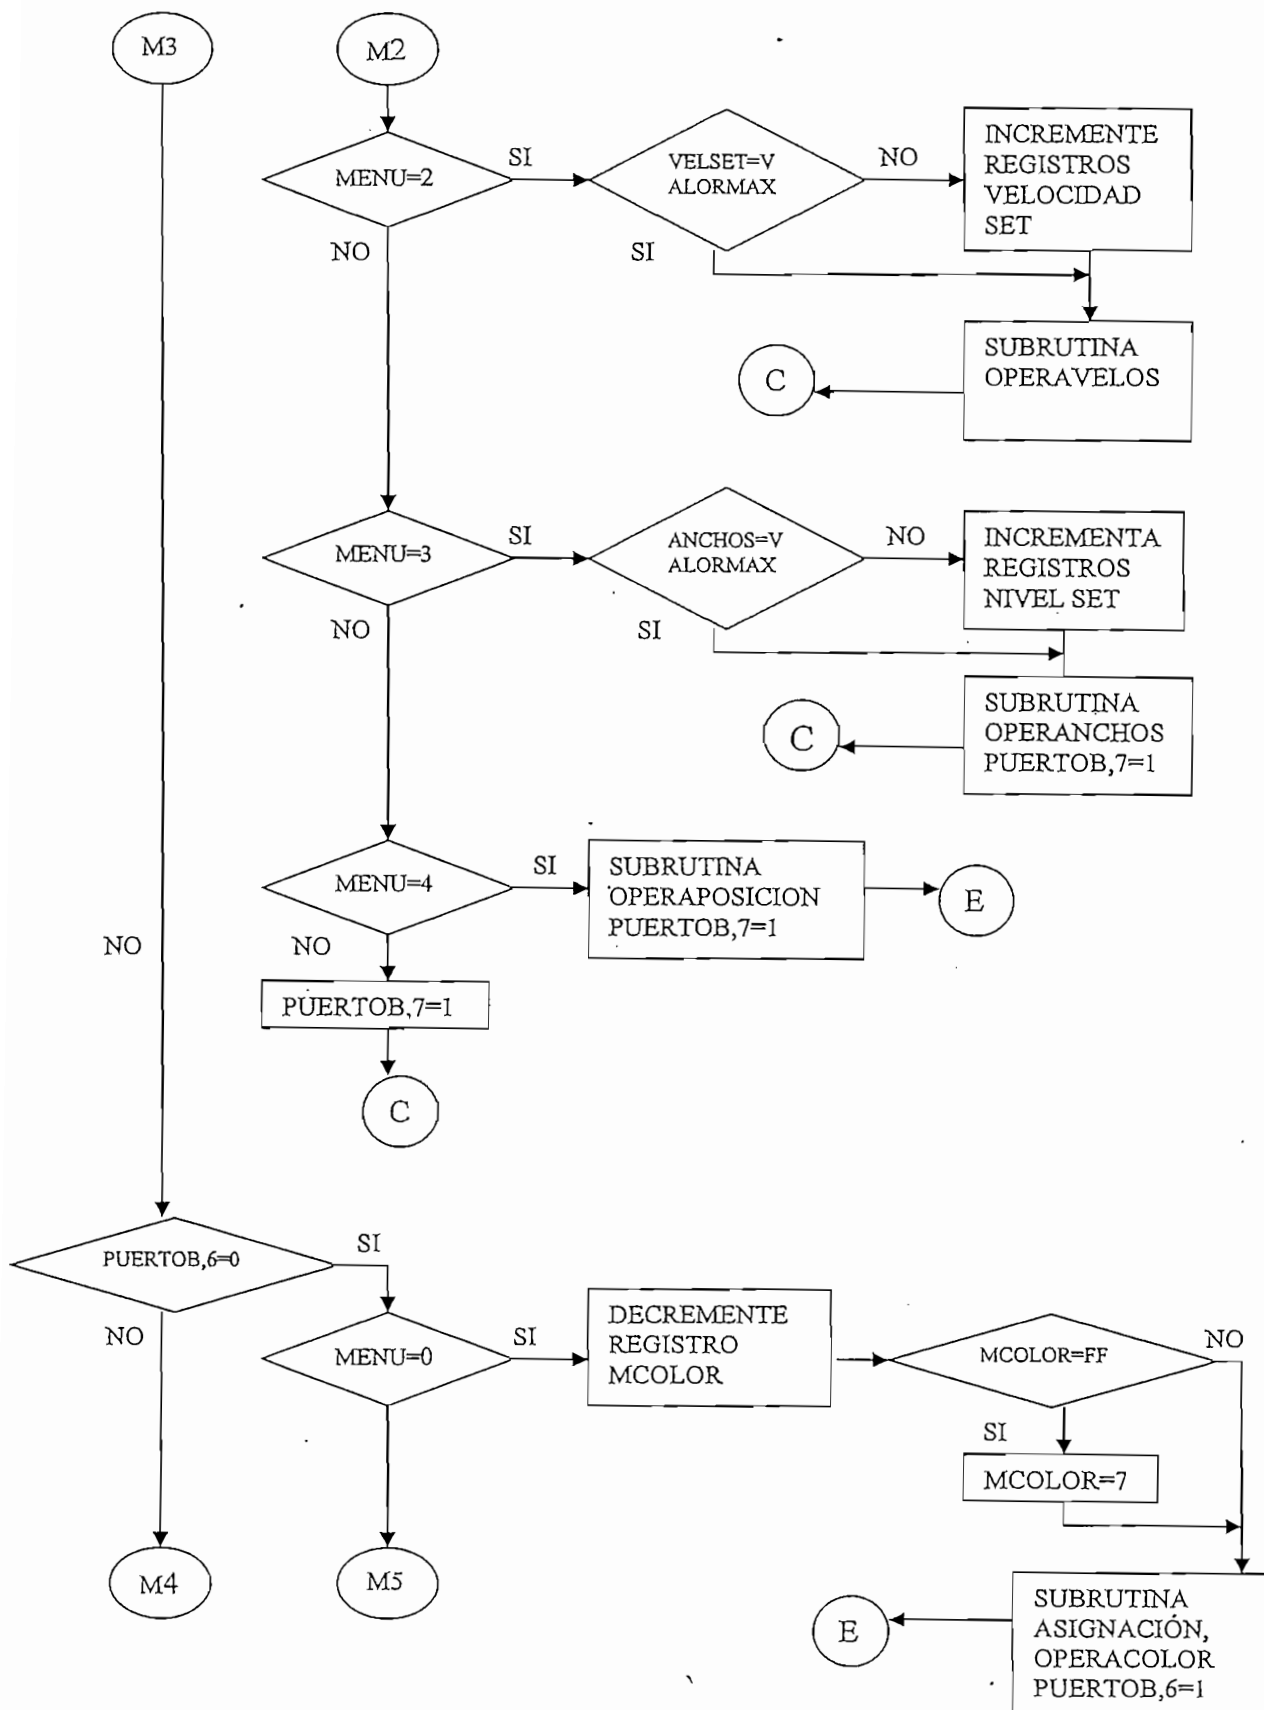 M3
M2
MENU=2
SI
VELSET=V
ALORMAX
NO
INCREMENTE
REGISTROS
VELOCIDAD
SET
NO
SI
SUBRUTINA
OPERAVELOS
C
MENU=3
SI
ANCHOS=V
ALORMAX
NO
INCREMENTA
REGISTROS
NIVEL SET
NO
SI
SUBRUTINA
OPERANCHOS
PUERTOB,7=1
C
MENU=4
SI
SUBRUTINA
OPERAPOSICION
PUERTOB,7=1
E
NO
NO
PUERTOB,7=1
C
PUERTOB,6=0
SI
NO
MENU=0
SI
DECREMENTE
REGISTRO
MCOLOR
MCOLOR=FF
NO
SI
MCOLOR=7
M4
M5
E
SUBRUTINA
ASIGNACIÓN,
OPERACOLOR
PUERTOB,6=1